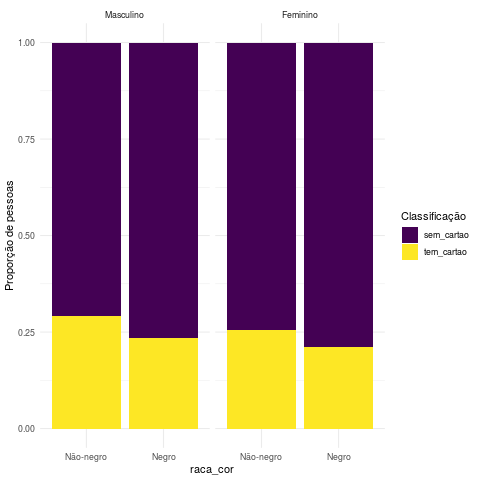 Masculino
Feminino
1.00
0.75
0.50
0.25
0.00
Proporção de pessoas
Não-negro
Negro
Não-negro
Negro
raca_cor
Classificação
sem_cartao
tem_cartao